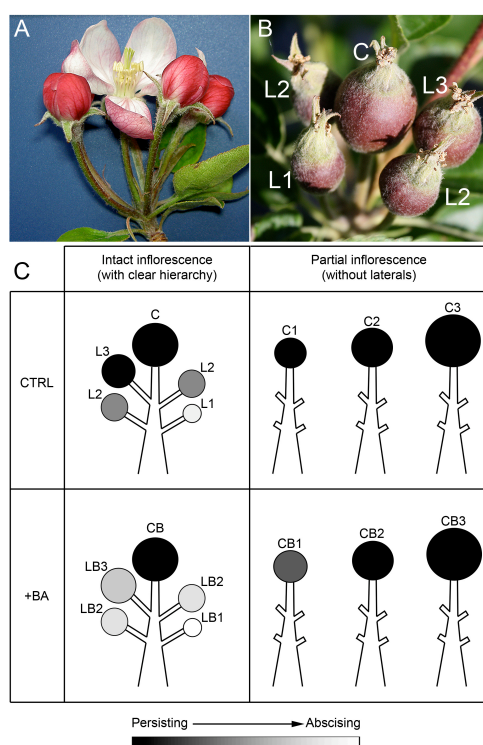 A
B
C
L2
L3
L1
L2
C
Intact inflorescence
(with clear hierarchy)
Partial inflorescence
(without laterals)
CTRL
C
L3
L2
L2
L1
C1
C2
C3
+BA
CB
LB3
LB2
LB2
LB1
CB1
CB2
CB3
Persisting
Abscising